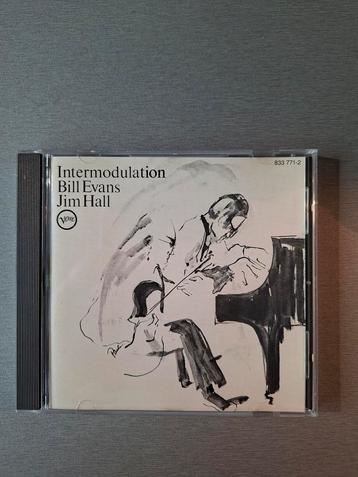 833 771-2
Intermodulation
Bill Evans
Jim Hall
Verve